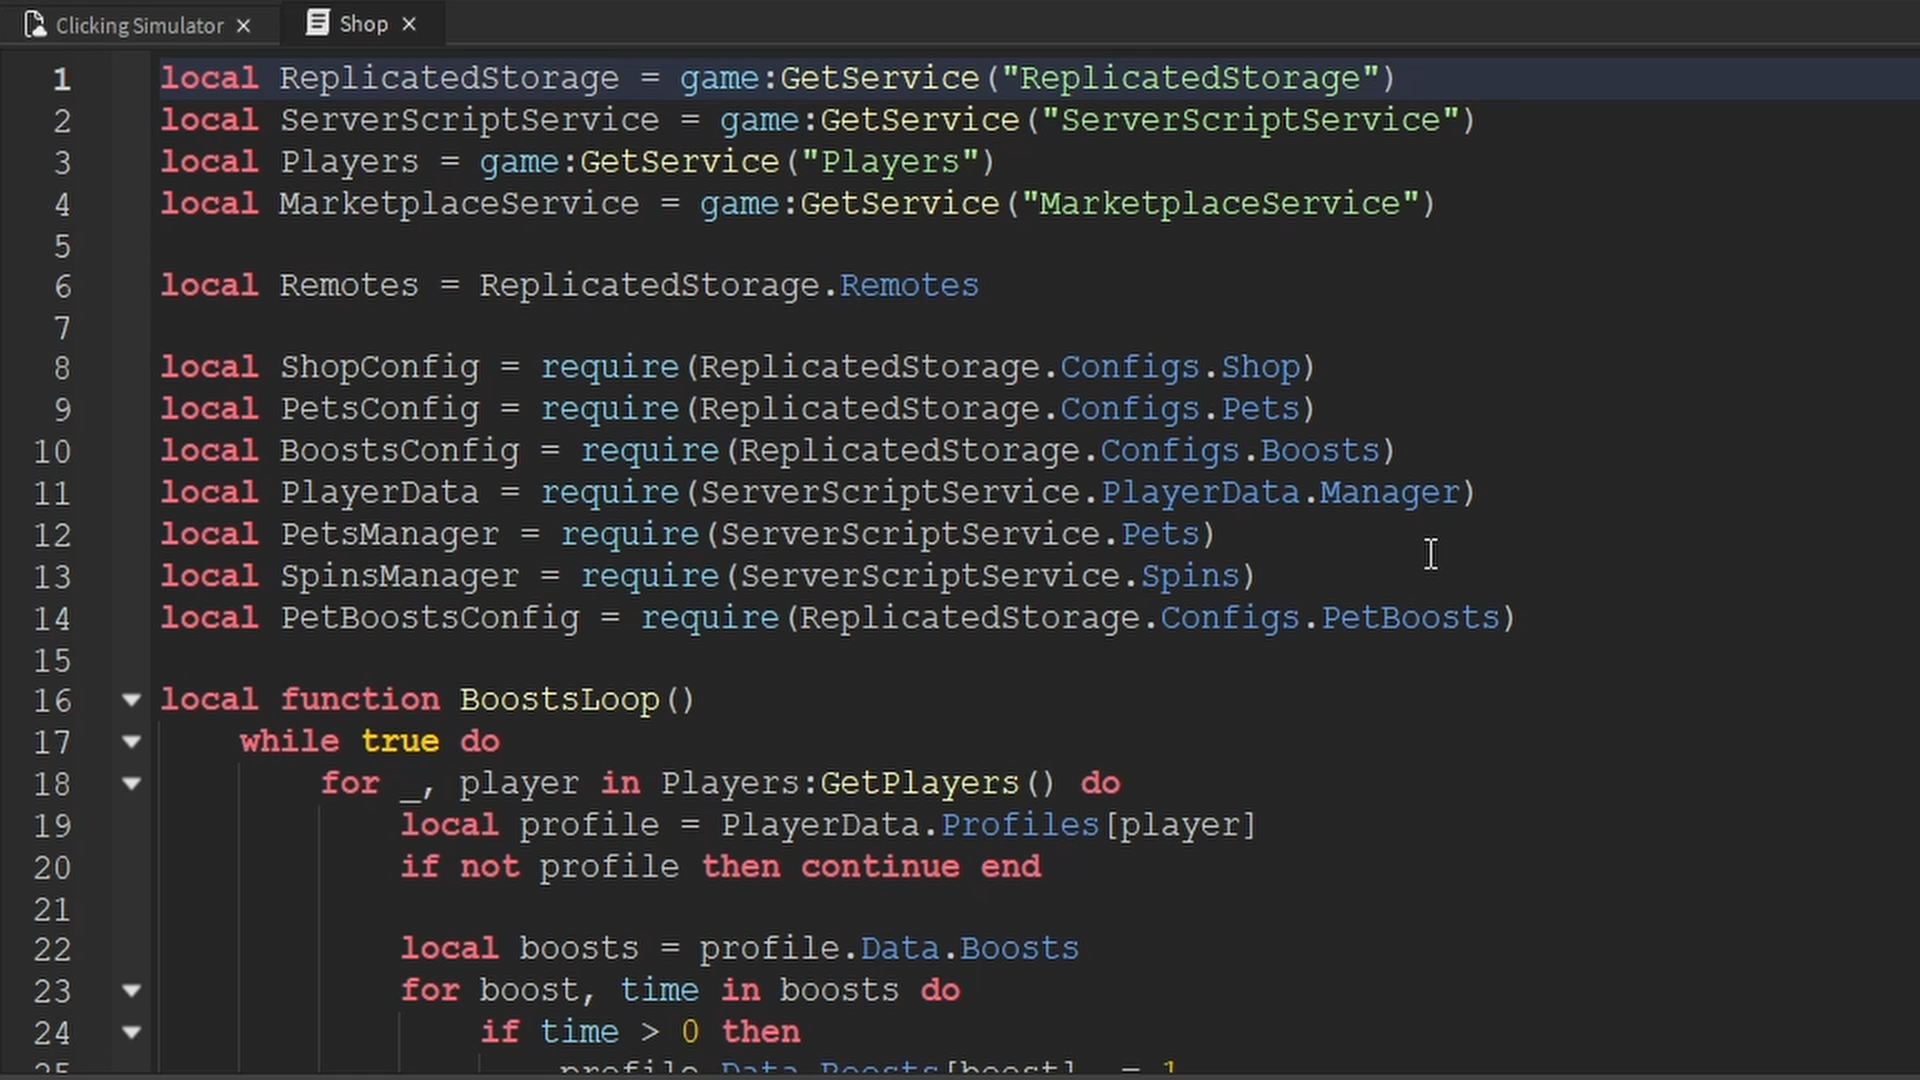 Clicking Simulator × Shop ×
1 local ReplicatedStorage = game:GetService("ReplicatedStorage")
2 local ServerScriptService = game:GetService("ServerScriptService")
3 local Players = game:GetService("Players")
4 local MarketplaceService = game:GetService("MarketplaceService")
5
6 local Remotes = ReplicatedStorage.Remotes
7
8 local ShopConfig = require(ReplicatedStorage.Configs.Shop)
9 local PetsConfig = require(ReplicatedStorage.Configs.Pets)
10 local BoostsConfig = require(ReplicatedStorage.Configs.Boosts)
11 local PlayerData = require(ServerScriptService.PlayerData.Manager)
12 local PetsManager = require(ServerScriptService.Pets)
13 local SpinsManager = require(ServerScriptService.Spins)
14 local PetBoostsConfig = require(ReplicatedStorage.Configs.PetBoosts)
15
16 local function BoostsLoop()
17 while true do
18 for _, player in Players:GetPlayers() do
19 local profile = PlayerData.Profiles[player]
20 if not profile then continue end
21
22 local boosts = profile.Data.Boosts
23 for boost, time in boosts do
24 if time > 0 then
25 profile.Data.Boosts[boost]